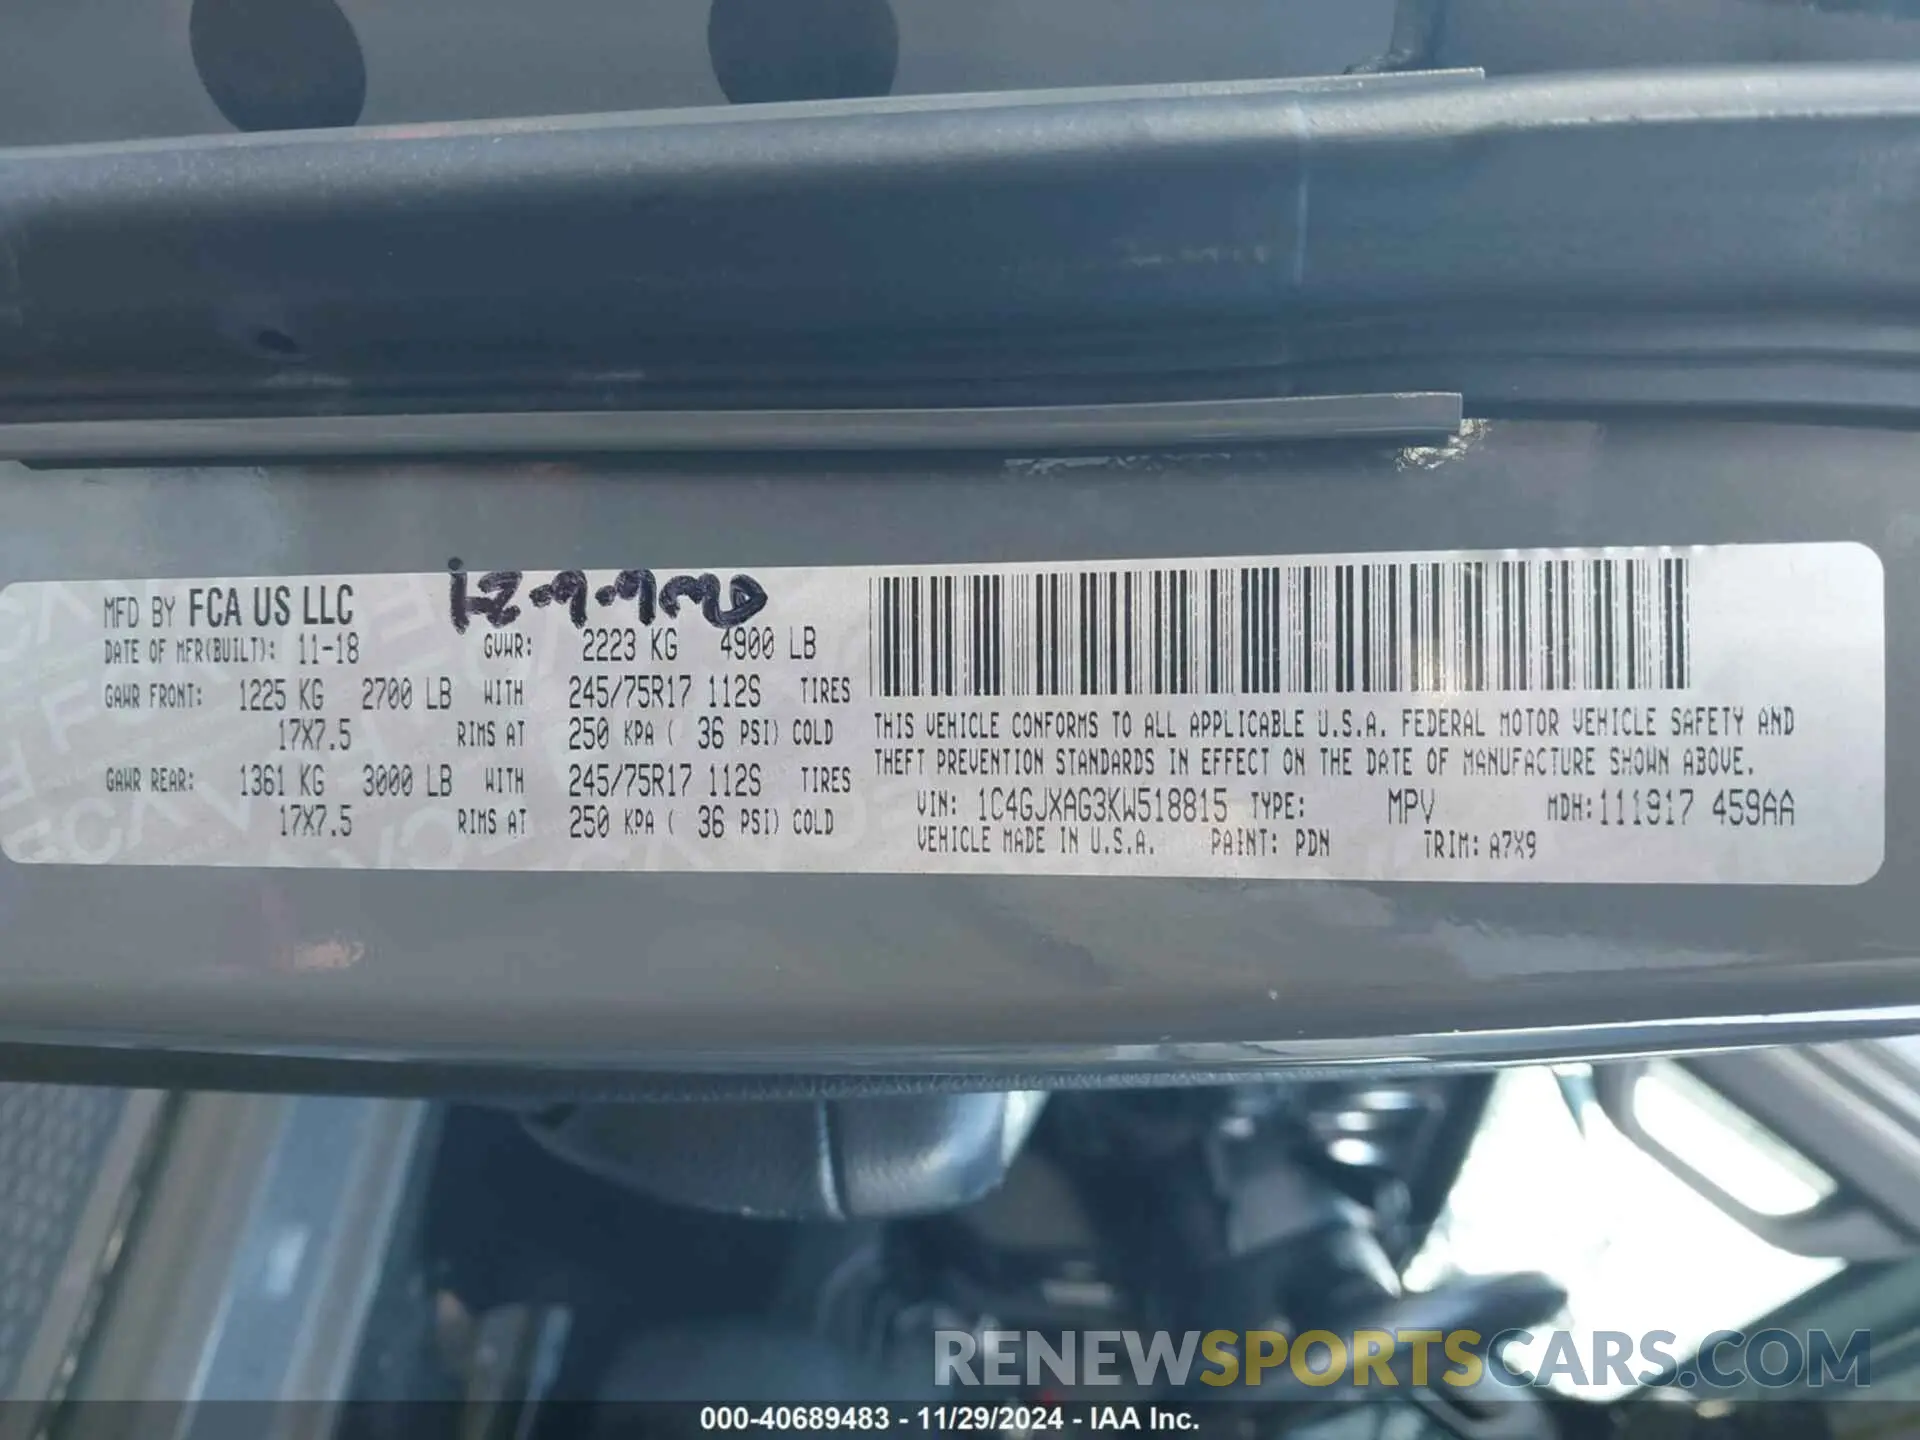 MFD BY FCA US LLC
DATE OF MFR(BUILT): 11-18 GVWR: 2223 KG 4900 LB
GAWR FRONT: 1225 KG 2700 LB WITH 245/75R17 112S TIRES
17X7.5 RIMS AT 250 KPA ( 36 PSI) COLD
GAWR REAR: 1361 KG 3000 LB WITH 245/75R17 112S TIRES
17X7.5 RIMS AT 250 KPA ( 36 PSI) COLD
THIS VEHICLE CONFORMS TO ALL APPLICABLE U.S.A. FEDERAL MOTOR VEHICLE SAFETY AND
THEFT PREVENTION STANDARDS IN EFFECT ON THE DATE OF MANUFACTURE SHOWN ABOVE.
VIN: 1C4GJXAG3KW518815 TYPE: MPV MDH:111917 459AA
VEHICLE MADE IN U.S.A. PAINT: PDN TRIM: A7X9
RENEWSPORTSCARS.COM
000-40689483 - 11/29/2024 - IAA Inc.